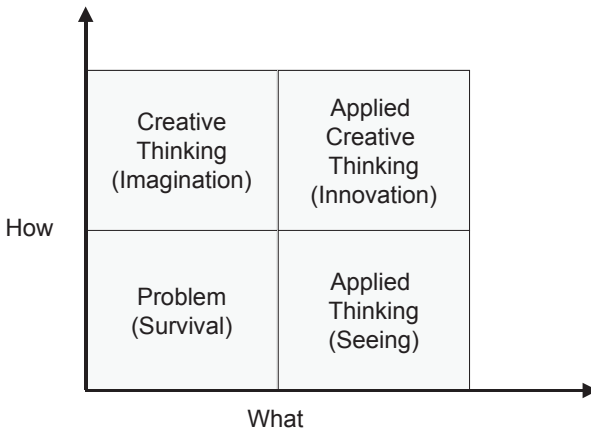 Creative
Thinking
(Imagination)
Applied
Creative
Thinking
(Innovation)
How
Problem
(Survival)
Applied
Thinking
(Seeing)
What